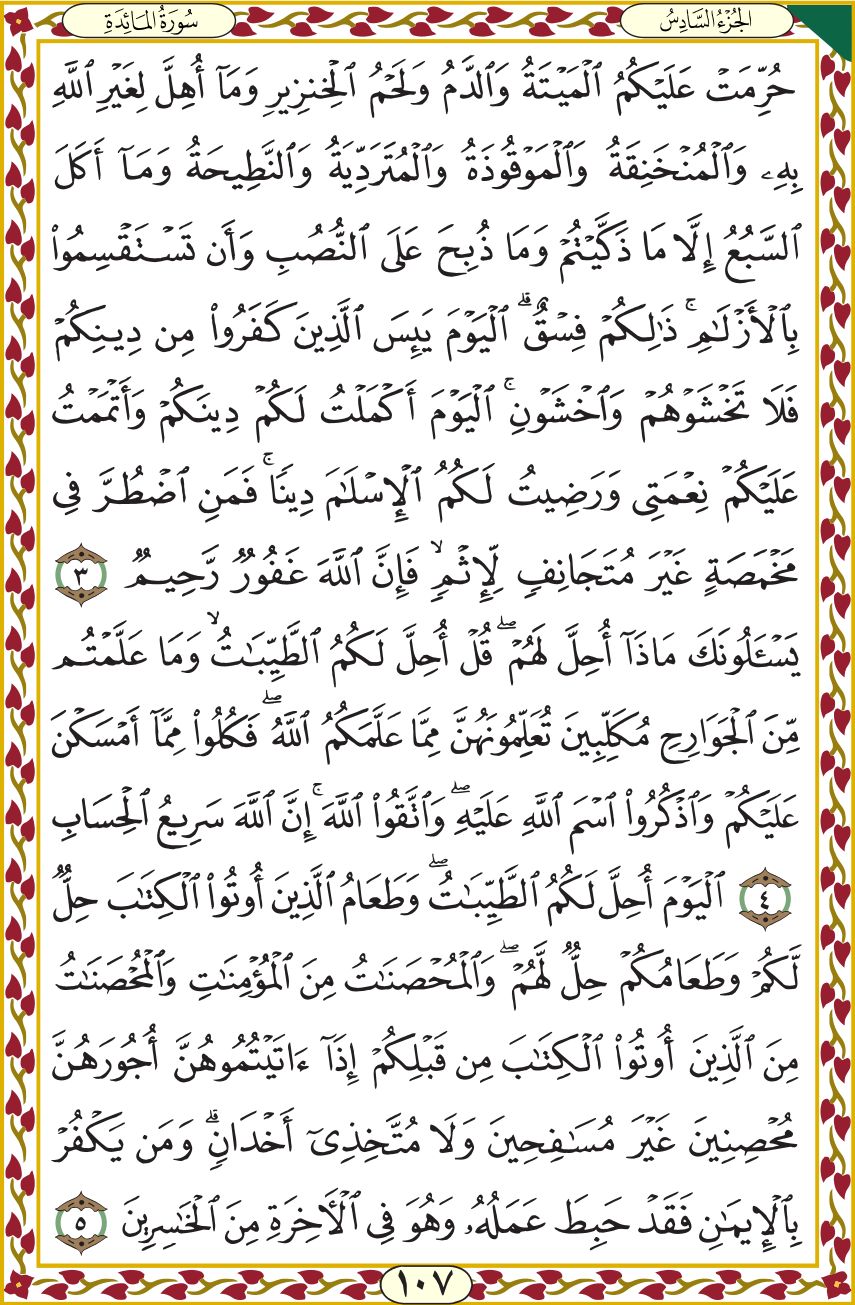 الجُزْءُ السَّادِسُ
سُورَةُ المَائِدَةِ
حُرِّمَتۡ عَلَيۡكُمُ ٱلۡمَيۡتَةُ وَٱلدَّمُ وَلَحۡمُ ٱلۡخِنزِيرِ وَمَآ أُهِلَّ لِغَيۡرِ ٱللَّهِ
بِهِۦ وَٱلۡمُنۡخَنِقَةُ وَٱلۡمَوۡقُوذَةُ وَٱلۡمُتَرَدِّيَةُ وَٱلنَّطِيحَةُ وَمَآ أَكَلَ
ٱلسَّبُعُ إِلَّا مَا ذَكَّيۡتُمۡ وَمَا ذُبِحَ عَلَى ٱلنُّصُبِ وَأَن تَسۡتَقۡسِمُواْ
بِٱلۡأَزۡلَٰمِۚ ذَٰلِكُمۡ فِسۡقٌۗ ٱلۡيَوۡمَ يَئِسَ ٱلَّذِينَ كَفَرُواْ مِن دِينِكُمۡ
فَلَا تَخۡشَوۡهُمۡ وَٱخۡشَوۡنِۚ ٱلۡيَوۡمَ أَكۡمَلۡتُ لَكُمۡ دِينَكُمۡ وَأَتۡمَمۡتُ
عَلَيۡكُمۡ نِعۡمَتِي وَرَضِيتُ لَكُمُ ٱلۡإِسۡلَٰمَ دِينٗاۚ فَمَنِ ٱضۡطُرَّ فِي
مَخۡمَصَةٍ غَيۡرَ مُتَجَانِفٖ لِّإِثۡمٖۙ فَإِنَّ ٱللَّهَ غَفُورٞ رَّحِيمٞ ٣
يَسۡـَٔلُونَكَ مَاذَآ أُحِلَّ لَهُمۡۖ قُلۡ أُحِلَّ لَكُمُ ٱلطَّيِّبَٰتُۙ وَمَا عَلَّمۡتُم
مِّنَ ٱلۡجَوَارِحِ مُكَلِّبِينَ تُعَلِّمُونَهُنَّ مِمَّا عَلَّمَكُمُ ٱللَّهُۖ فَكُلُواْ مِمَّآ أَمۡسَكۡنَ
عَلَيۡكُمۡ وَٱذۡكُرُواْ ٱسۡمَ ٱللَّهِ عَلَيۡهِۖ وَٱتَّقُواْ ٱللَّهَۚ إِنَّ ٱللَّهَ سَرِيعُ ٱلۡحِسَابِ
٤ ٱلۡيَوۡمَ أُحِلَّ لَكُمُ ٱلطَّيِّبَٰتُۖ وَطَعَامُ ٱلَّذِينَ أُوتُواْ ٱلۡكِتَٰبَ حِلّٞ
لَّكُمۡ وَطَعَامُكُمۡ حِلّٞ لَّهُمۡۖ وَٱلۡمُحۡصَنَٰتُ مِنَ ٱلۡمُؤۡمِنَٰتِ وَٱلۡمُحۡصَنَٰتُ
مِنَ ٱلَّذِينَ أُوتُواْ ٱلۡكِتَٰبَ مِن قَبۡلِكُمۡ إِذَآ ءَاتَيۡتُمُوهُنَّ أُجُورَهُنَّ
مُحۡصِنِينَ غَيۡرَ مُسَٰفِحِينَ وَلَا مُتَّخِذِيٓ أَخۡدَانٖۗ وَمَن يَكۡفُرۡ
بِٱلۡإِيمَٰنِ فَقَدۡ حَبِطَ عَمَلُهُۥ وَهُوَ فِي ٱلۡأٓخِرَةِ مِنَ ٱلۡخَٰسِرِينَ ٥
١٠٧